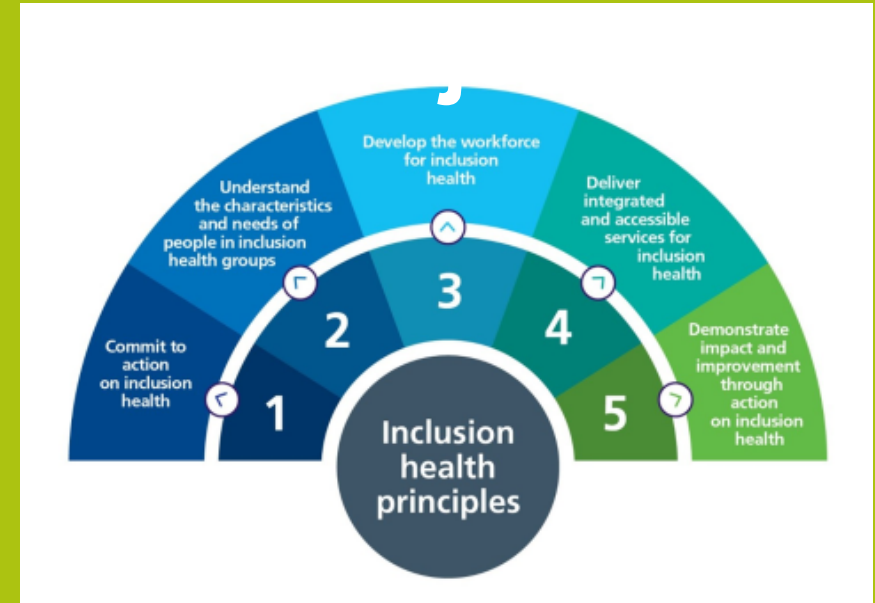 Develop the workforce
for inclusion
health
Understand
the characteristics
and needs of
people in inclusion
health groups
Deliver
integrated
and accessible
services for
inclusion
health
Commit to
action
on inclusion
health
Demonstrate
impact and
improvement
through
action
on inclusion
health
1
2
3
4
5
Inclusion
health
principles